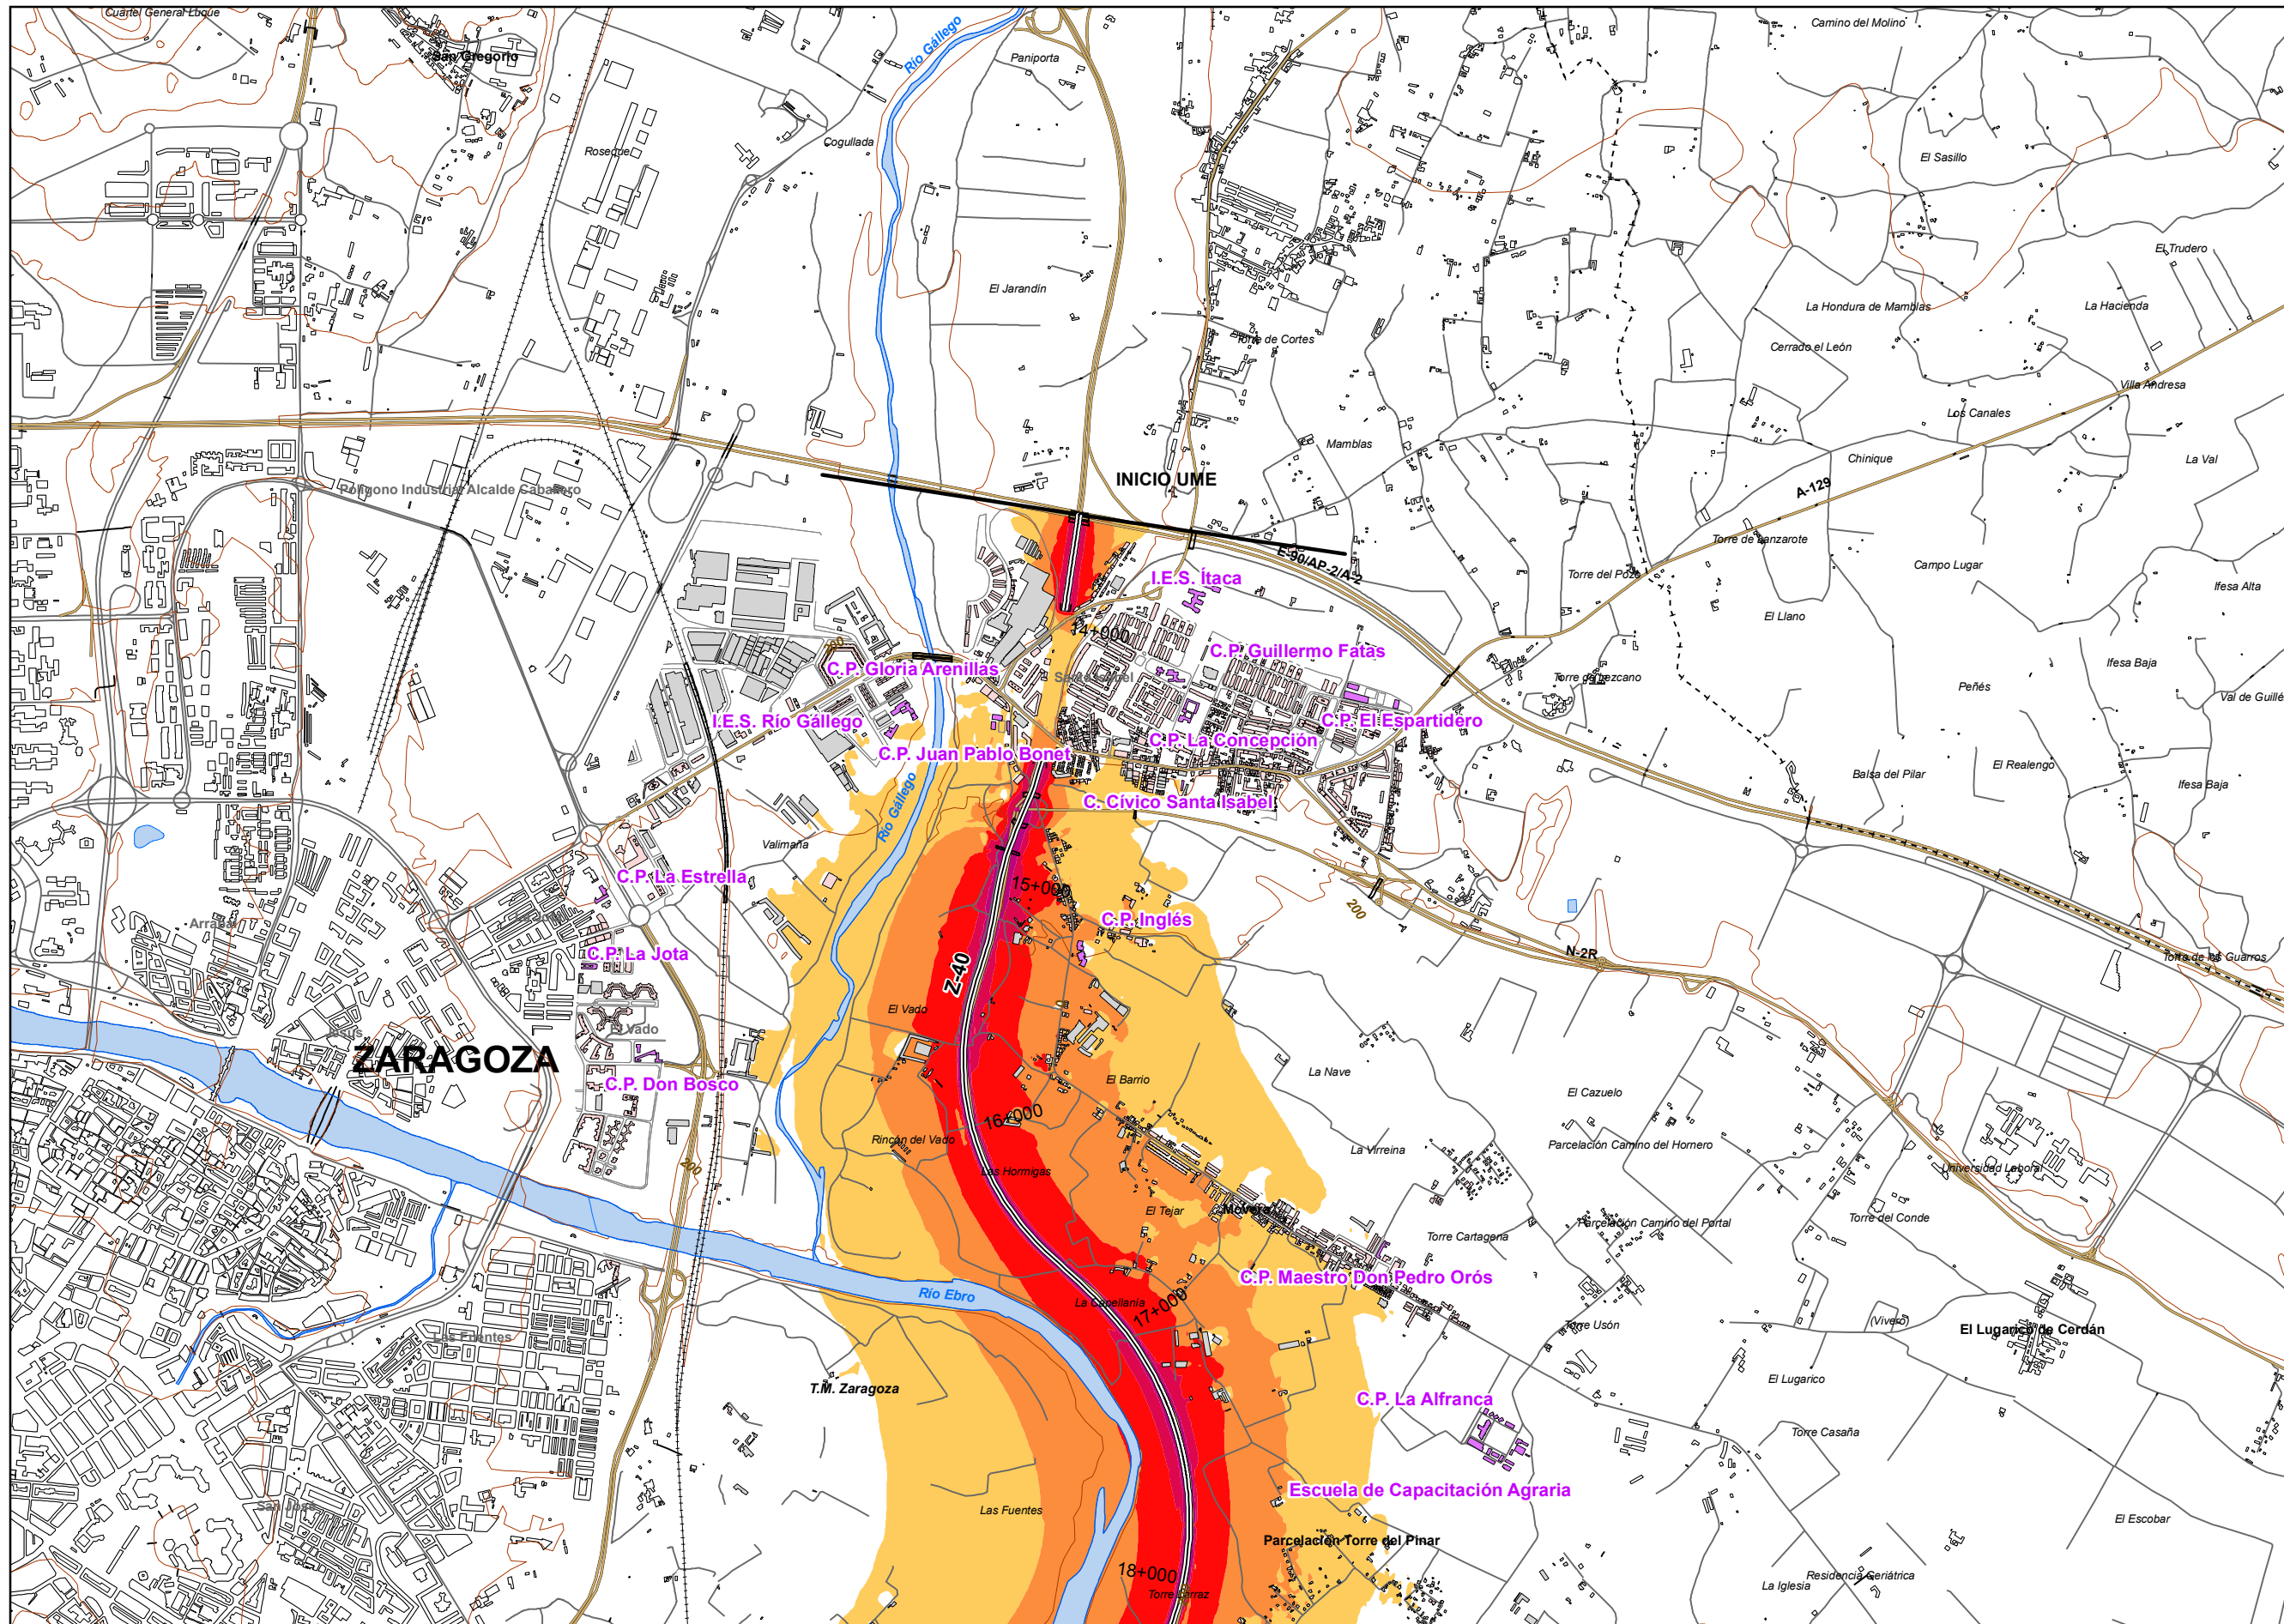 Cuartel General Luque
San Gregorio
Río Gállego
Paniporta
Camino del Molino
Cogullada
Roseque
El Sasillo
El Trudero
El Jarandín
La Hondura de Mamblas
La Hacienda
Torre de Cortes
Cerrado el León
Villa Andresa
Los Canales
Mamblas
Chinique
La Val
INICIO UME
Polígono Industrial Alcalde Caballero
A-129
Torre de Lanzarote
E-90/AP-2/A-2
Campo Lugar
Torre del Pozo
I.E.S. Ítaca
Ifesa Alta
El Llano
14+000
200
C.P. Guillermo Fatas
C.P. Gloria Arenillas
Santa Isabel
Ifesa Baja
Torre de Lezcano
Peñés
Val de Guillé
I.E.S. Río Gállego
C.P. El Espartidero
C.P. La Concepción
C.P. Juan Pablo Bonet
El Realengo
Balsa del Pilar
Ifesa Baja
C. Cívico Santa Isabel
Río Gállego
Valimaña
C.P. La Estrella
15+000
200
Arrabal
C.P. Inglés
C.P. La Jota
N-2R
Z-40
El Vado
El Vado
Jesús
ZARAGOZA
La Nave
El Barrio
C.P. Don Bosco
El Cazuelo
16+000
Rincón del Vado
Parcelación Camino del Hornero
La Virreina
Las Hormigas
200
Universidad Laboral
El Tejar
Movera
Torre del Conde
Parcelación Camino del Portal
Torre Cartagena
C.P. Maestro Don Pedro Orós
Río Ebro
La Capellanía
17+000
(Vivero)
Torre Usón
El Lugarico de Cerdán
Las Fuentes
El Lugarico
T.M. Zaragoza
C.P. La Alfranca
Torre Casaña
Escuela de Capacitación Agraria
San José
Las Fuentes
El Escobar
Parcelación Torre del Pinar
18+000
Residencia Geriátrica
La Iglesia
Torre Larraz